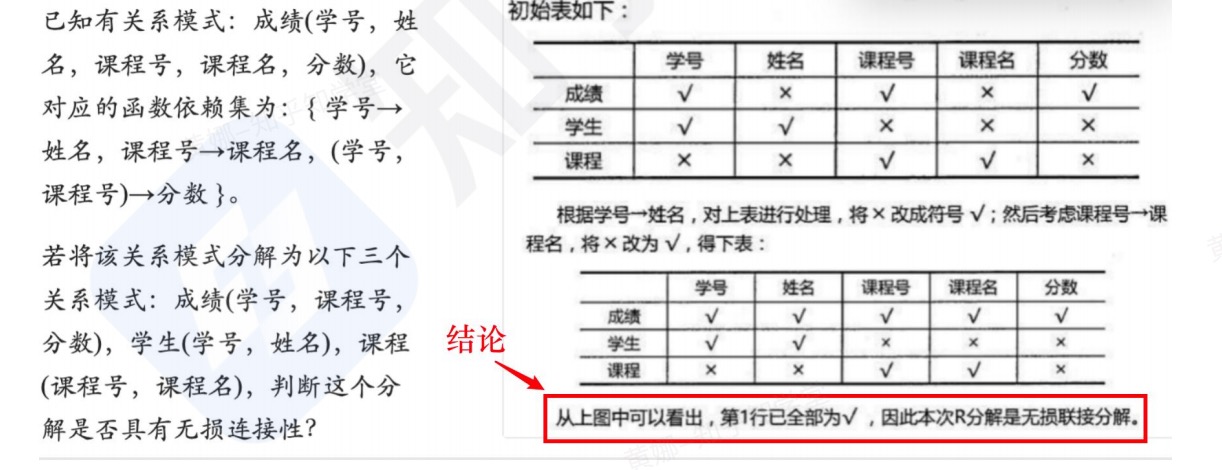 已知有关系模式：成绩(学号，姓
名，课程号，课程名，分数)，它
对应的函数依赖集为：{ 学号→
姓名，课程号→课程名，(学号，
课程号)→分数 }。
若将该关系模式分解为以下三个
关系模式：成绩(学号，课程号，
分数)，学生(学号，姓名)，课程
(课程号，课程名)，判断这个分
解是否具有无损连接性？
初始表如下：
学号 姓名 课程号 课程名 分数
成绩 √ × √ × √
学生 √ √ × × ×
课程 × × √ √ ×
根据学号→姓名，对上表进行处理，将×改成符号 √；然后考虑课程号→课
程名，将×改为 √，得下表：
学号 姓名 课程号 课程名 分数
成绩 √ √ √ √ √
学生 √ √ × × ×
课程 × × √ √ ×
结论
从上图中可以看出，第1行已全部为√ ，因此本次R分解是无损联接分解。